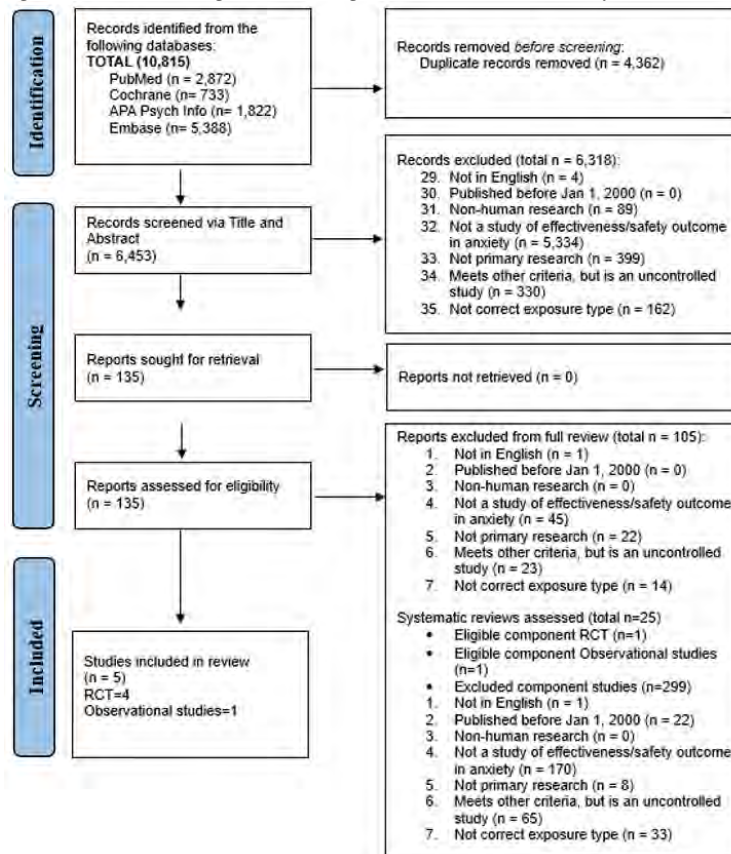 Identification
Records identified from the
following databases:
TOTAL (10,815)
PubMed (n = 2,872)
Cochrane (n= 733)
APA Psych Info (n= 1,822)
Embase (n= 5,388)
Records removed before screening:
Duplicate records removed (n = 4,362)
Screening
Records screened via Title and
Abstract
(n = 6,453)
Records excluded (total n = 6,318):
29. Not in English (n = 4)
30. Published before Jan 1, 2000 (n = 0)
31. Non-human research (n = 89)
32. Not a study of effectiveness/safety outcome
in anxiety (n = 5,334)
33. Not primary research (n = 399)
34. Meets other criteria, but is an uncontrolled
study (n = 330)
35. Not correct exposure type (n = 162)
Reports sought for retrieval
(n = 135)
Reports not retrieved (n = 0)
Reports assessed for eligibility
(n = 135)
Reports excluded from full review (total n = 105):
1. Not in English (n = 1)
2. Published before Jan 1, 2000 (n = 0)
3. Non-human research (n = 0)
4. Not a study of effectiveness/safety outcome
in anxiety (n = 45)
5. Not primary research (n = 22)
6. Meets other criteria, but is an uncontrolled
study (n = 23)
7. Not correct exposure type (n = 14)
Systematic reviews assessed (total n=25)
• Eligible component RCT (n=1)
• Eligible component Observational studies
(n=1)
• Excluded component studies (n=299)
1. Not in English (n = 1)
2. Published before Jan 1, 2000 (n = 22)
3. Non-human research (n = 0)
4. Not a study of effectiveness/safety outcome
in anxiety (n = 170)
5. Not primary research (n = 8)
6. Meets other criteria, but is an uncontrolled
study (n = 65)
7. Not correct exposure type (n = 33)
Included
Studies included in review
(n = 5)
RCT=4
Observational studies=1